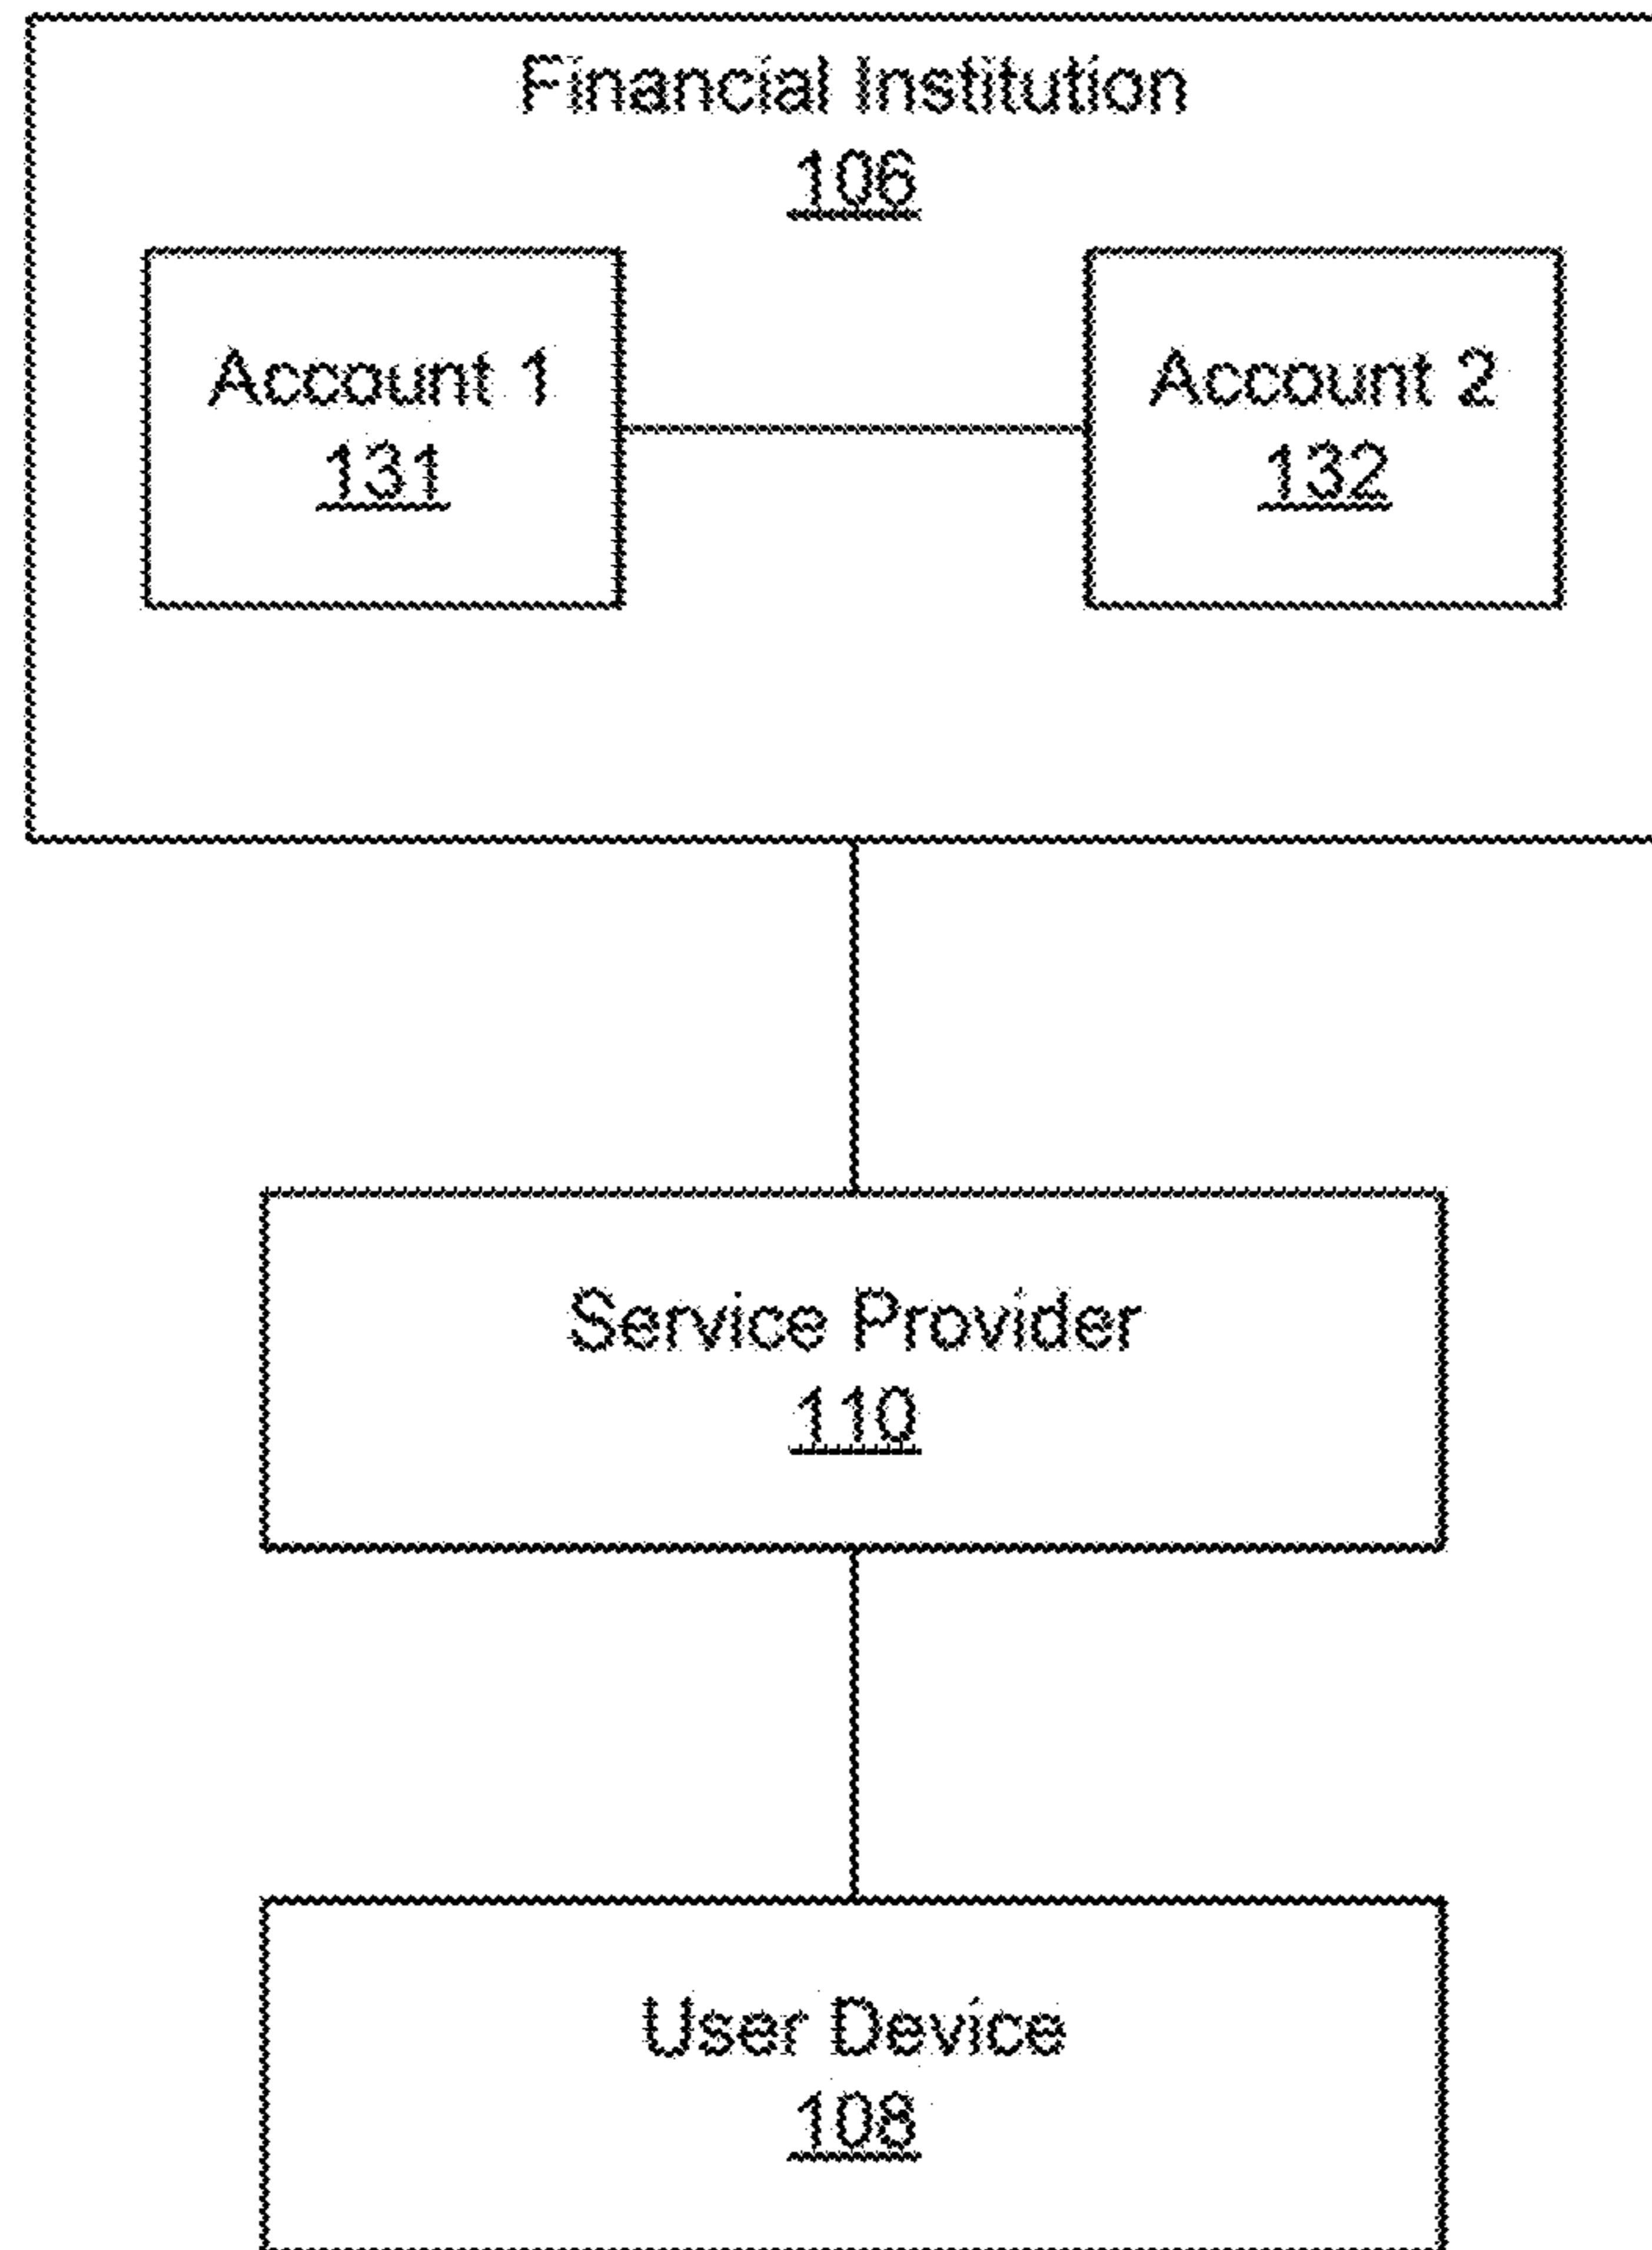 Financial Institution
106
Account 1
131
Account 2
132
Service Provider
110
User Device
108